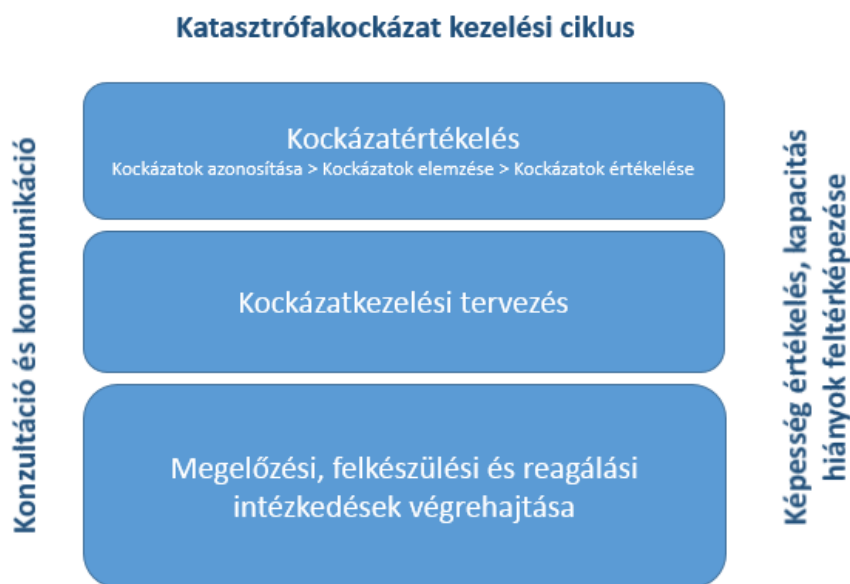 Katasztrófakockázat kezelési ciklus
Konzultáció és kommunikáció
Kockázatértékelés
Kockázatok azonosítása > Kockázatok elemzése > Kockázatok értékelése
Kockázatkezelési tervezés
Megelőzési, felkészülési és reagálási
intézkedések végrehajtása
Képesség értékelés, kapacitás
hiányok feltérképezése